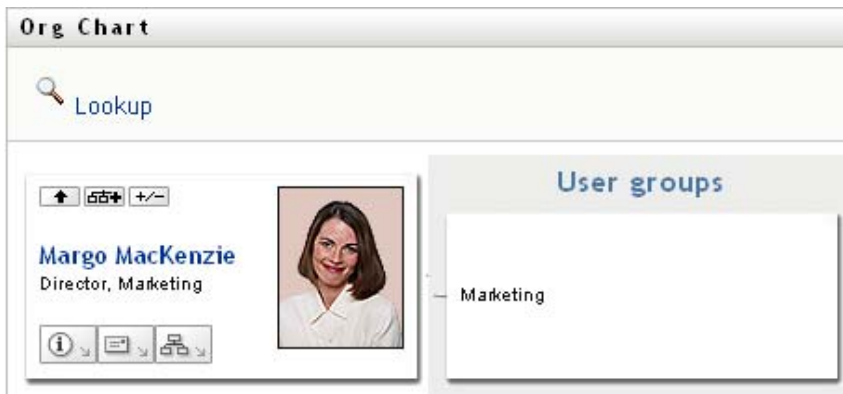 Org Chart
Lookup
+/−
Margo MacKenzie
Director, Marketing
User groups
Marketing